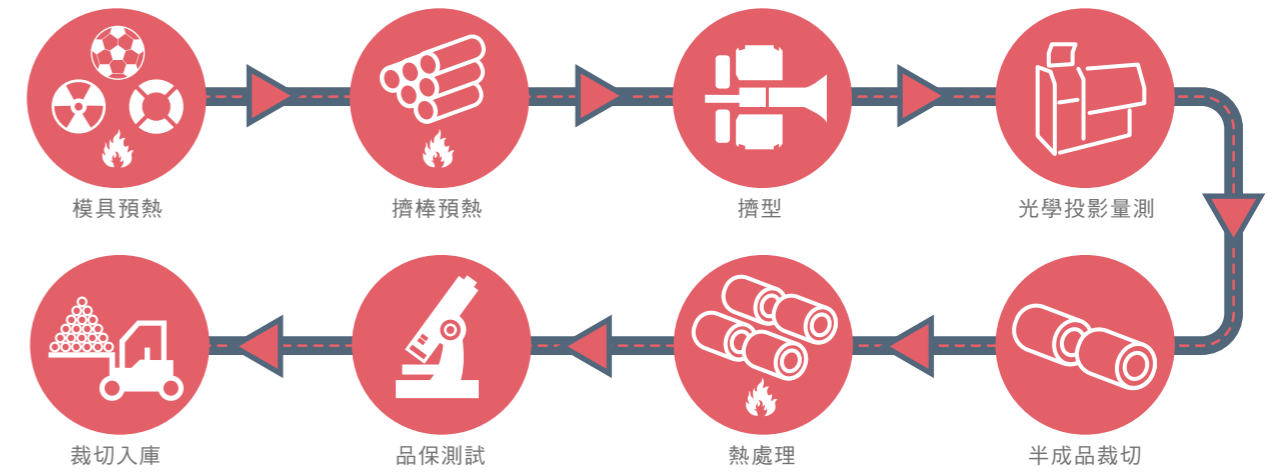 模具預熱
擠棒預熱
擠型
光學投影量測
半成品裁切
熱處理
品保測試
裁切入庫